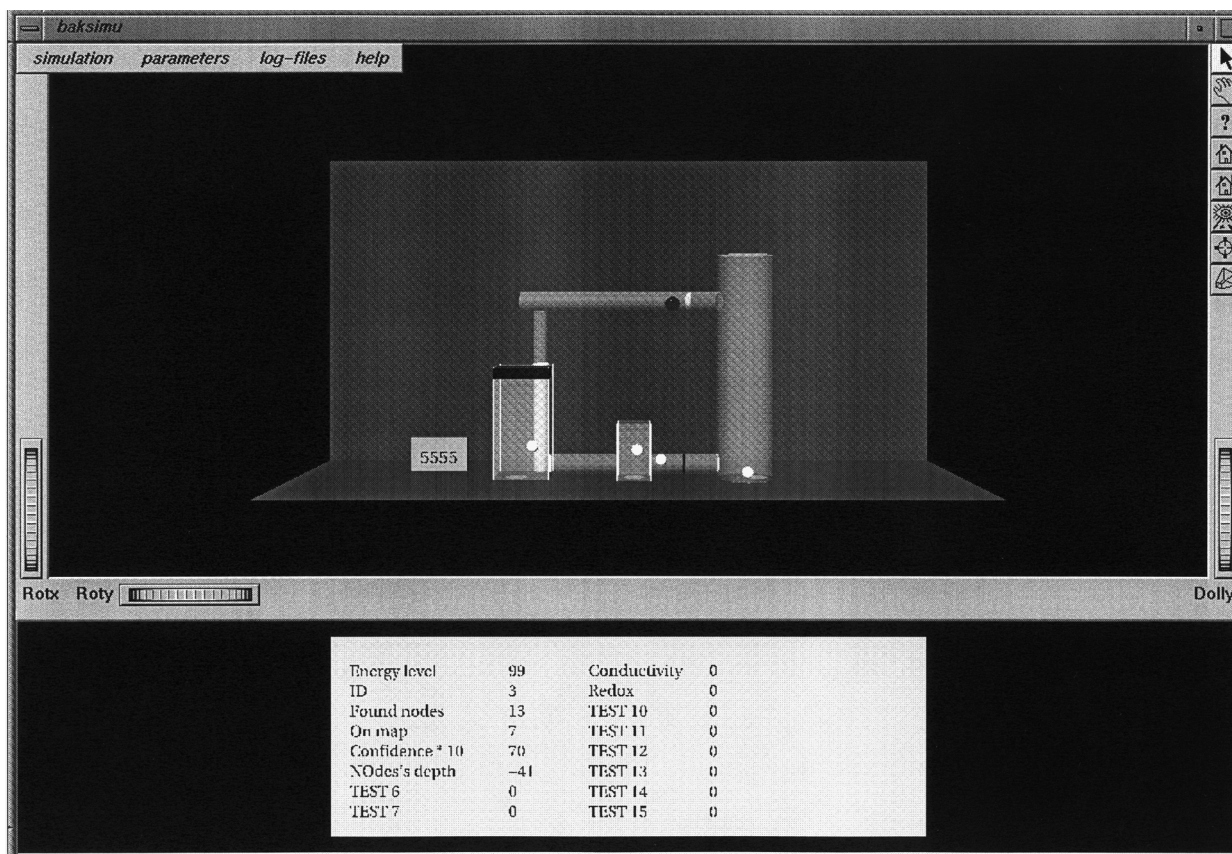 baksimu
simulation parameters log-files help
?
5555
Rotx Roty Dolly
Energy level 99 Conductivity 0
ID 3 Redox 0
Found nodes 13 TEST 10 0
On map 7 TEST 11 0
Confidence * 10 70 TEST 12 0
NOdes's depth -41 TEST 13 0
TEST 6 0 TEST 14 0
TEST 7 0 TEST 15 0